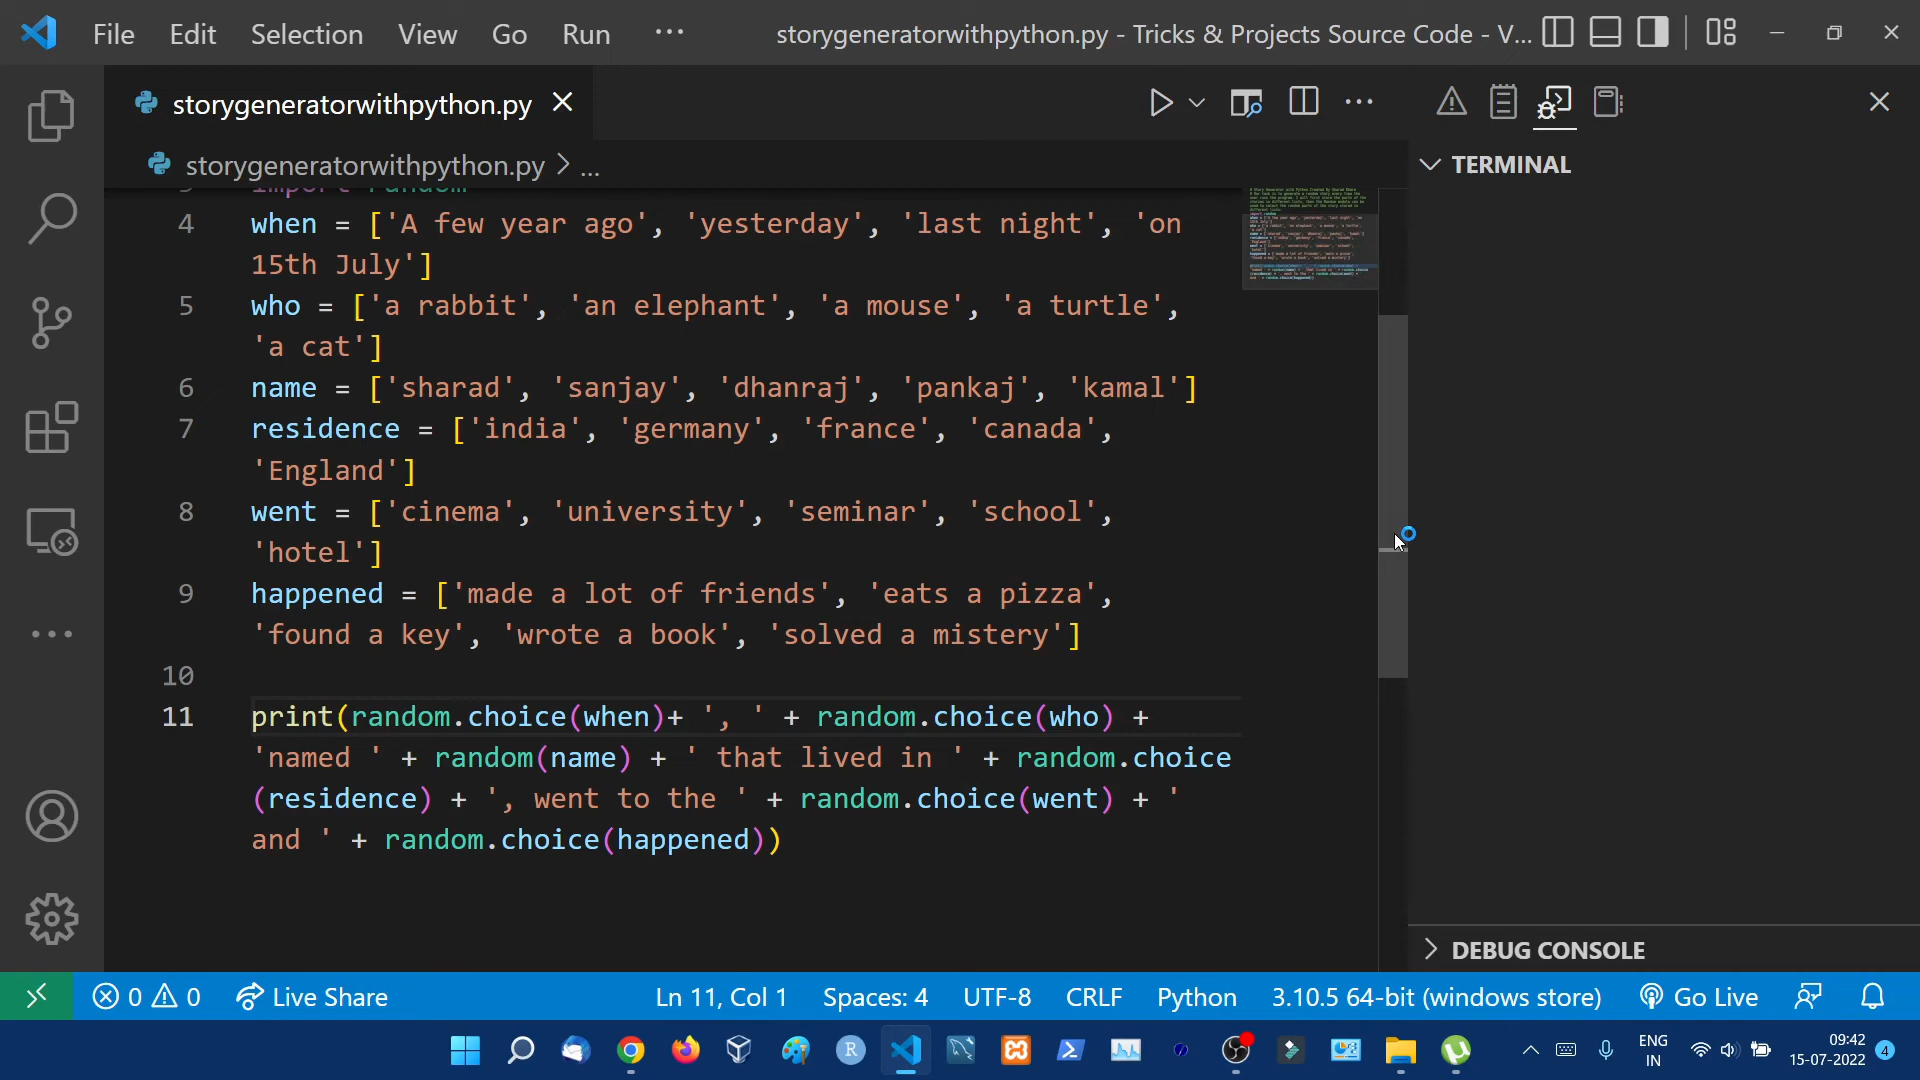 File Edit Selection View Go Run ··· storygeneratorwithpython.py - Tricks & Projects Source Code - V...
storygeneratorwithpython.py
storygeneratorwithpython.py > ...
TERMINAL
3 import random
4 when = ['A few year ago', 'yesterday', 'last night', 'on
15th July']
5 who = ['a rabbit', 'an elephant', 'a mouse', 'a turtle',
'a cat']
6 name = ['sharad', 'sanjay', 'dhanraj', 'pankaj', 'kamal']
7 residence = ['india', 'germany', 'france', 'canada',
'England']
8 went = ['cinema', 'university', 'seminar', 'school',
'hotel']
9 happened = ['made a lot of friends', 'eats a pizza',
'found a key', 'wrote a book', 'solved a mistery']
10
11 print(random.choice(when)+ ', ' + random.choice(who) +
'named ' + random(name) + ' that lived in ' + random.choice
(residence) + ', went to the ' + random.choice(went) + '
and ' + random.choice(happened))
DEBUG CONSOLE
0 0 Live Share Ln 11, Col 1 Spaces: 4 UTF-8 CRLF Python 3.10.5 64-bit (windows store) Go Live
R ENG 09:42
IN 15-07-2022 4